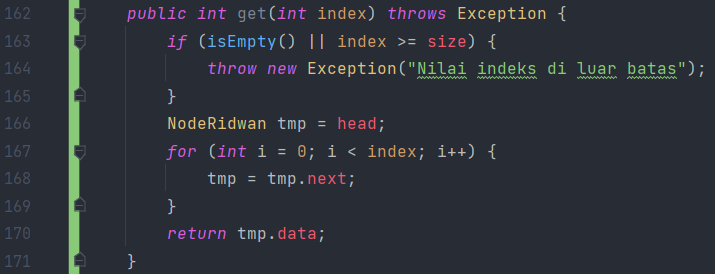 162 public int get(int index) throws Exception {
163 if (isEmpty() || index >= size) {
164 throw new Exception("Nilai indeks di luar batas");
165 }
166 NodeRidwan tmp = head;
167 for (int i = 0; i < index; i++) {
168 tmp = tmp.next;
169 }
170 return tmp.data;
171 }